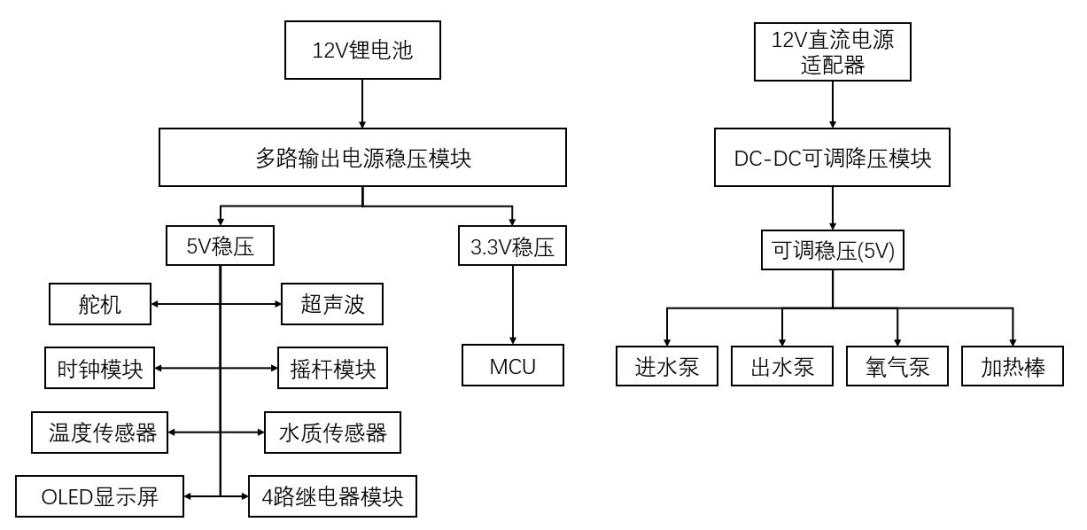 12V锂电池
12V直流电源
适配器
多路输出电源稳压模块
DC-DC可调降压模块
5V稳压
3.3V稳压
可调稳压(5V)
舵机
超声波
时钟模块
摇杆模块
MCU
进水泵
出水泵
氧气泵
加热棒
温度传感器
水质传感器
OLED显示屏
4路继电器模块